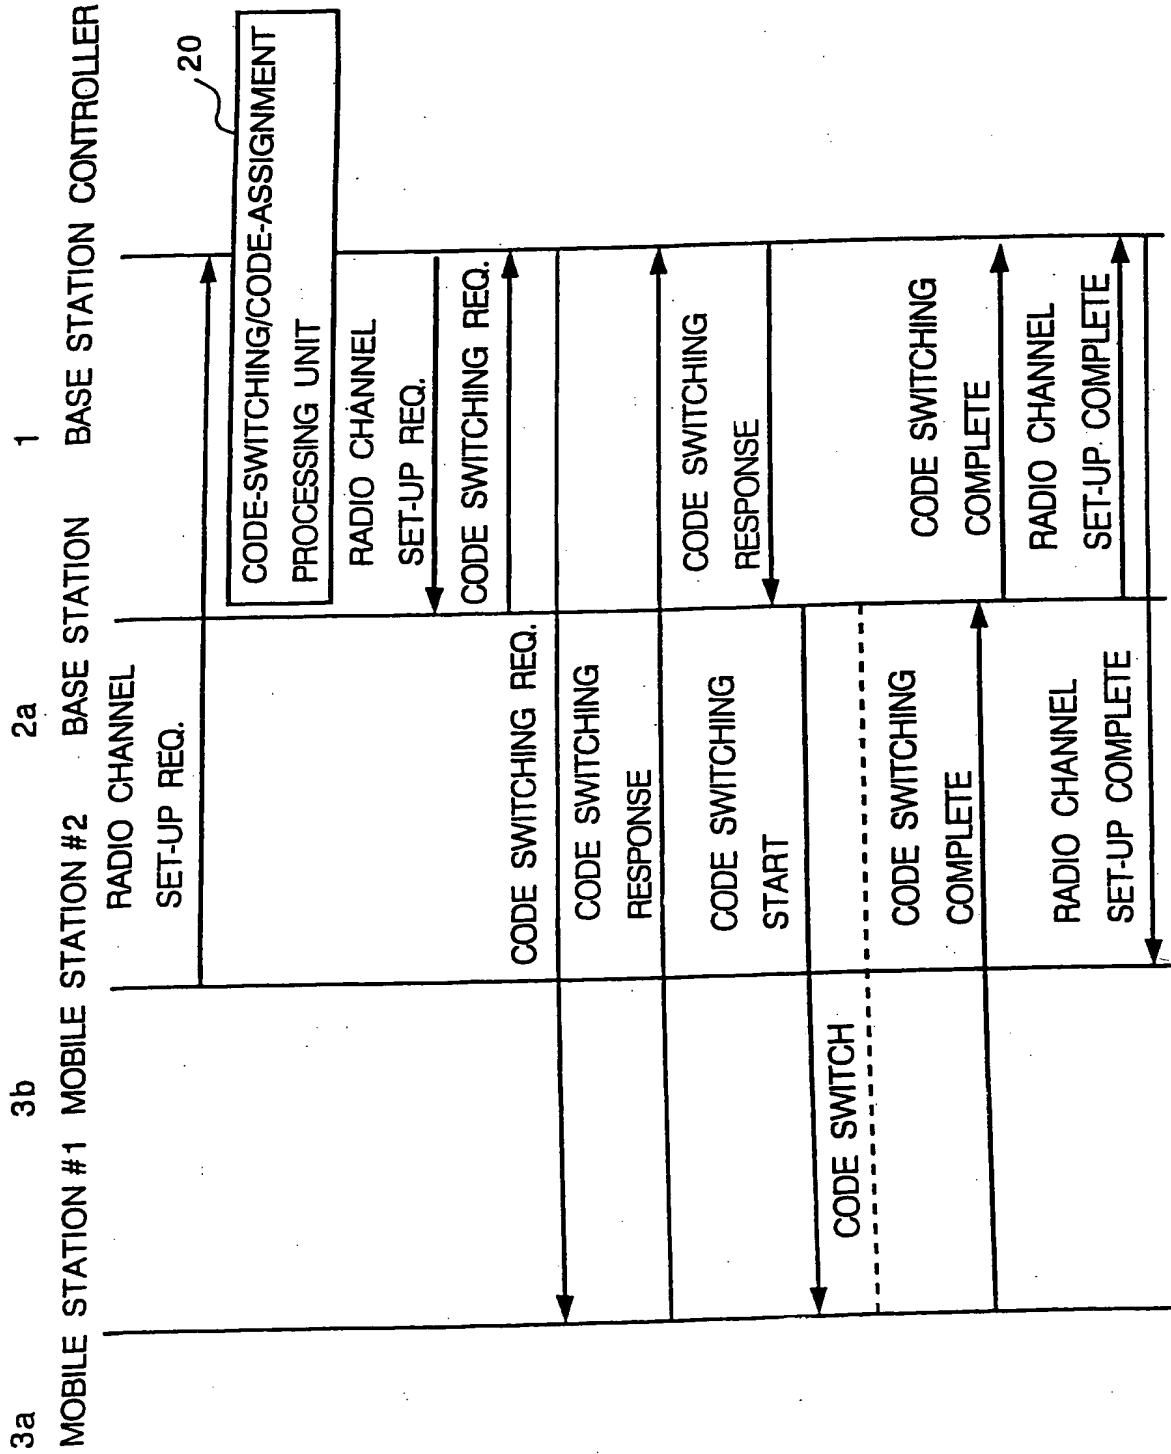 3a
3b
2a
1
MOBILE STATION #1
MOBILE STATION #2
BASE STATION
BASE STATION CONTROLLER
RADIO CHANNEL
SET-UP REQ.
20
CODE-SWITCHING/CODE-ASSIGNMENT
PROCESSING UNIT
RADIO CHANNEL
SET-UP REQ.
CODE SWITCHING REQ.
CODE SWITCHING REQ.
CODE SWITCHING
RESPONSE
CODE SWITCHING
RESPONSE
CODE SWITCHING
START
CODE SWITCH
CODE SWITCHING
COMPLETE
CODE SWITCHING
COMPLETE
RADIO CHANNEL
SET-UP COMPLETE
RADIO CHANNEL
SET-UP COMPLETE